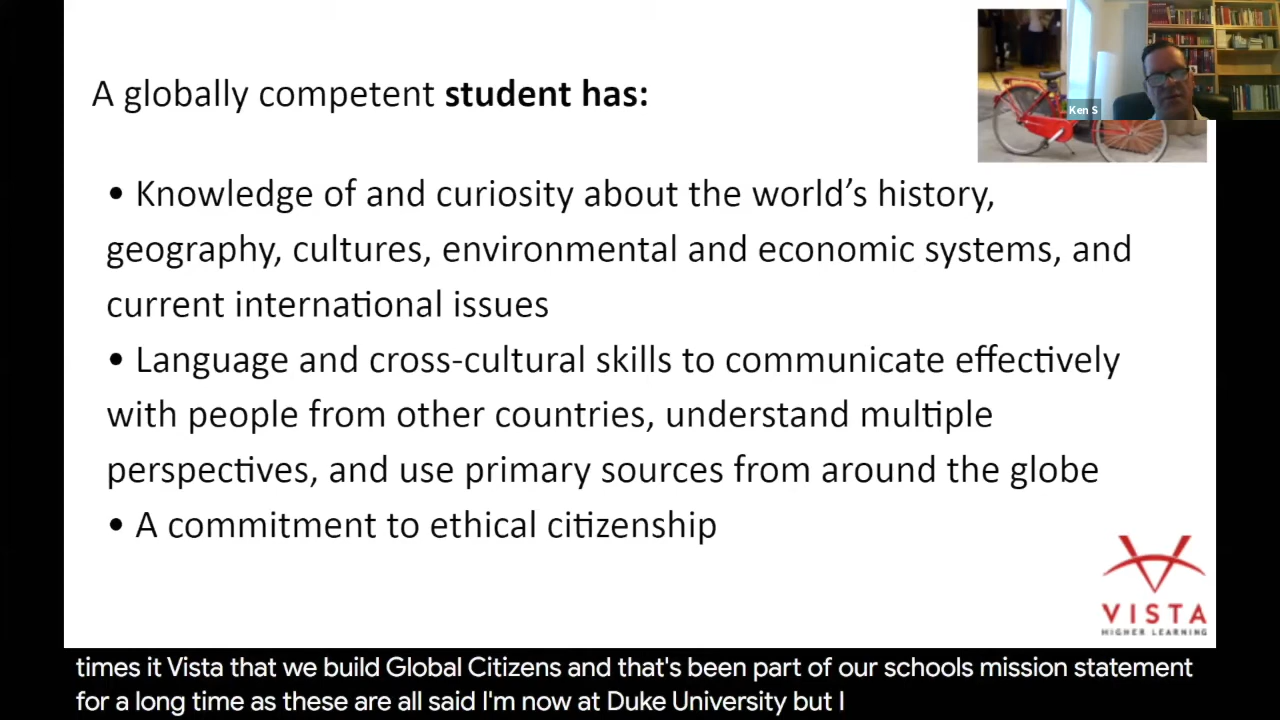 A globally competent student has:
Ken S
• Knowledge of and curiosity about the world’s history,
geography, cultures, environmental and economic systems, and
current international issues
• Language and cross-cultural skills to communicate effectively
with people from other countries, understand multiple
perspectives, and use primary sources from around the globe
• A commitment to ethical citizenship
VISTA
HIGHER LEARNING
times it Vista that we build Global Citizens and that's been part of our schools mission statement
for a long time as these are all said I'm now at Duke University but I